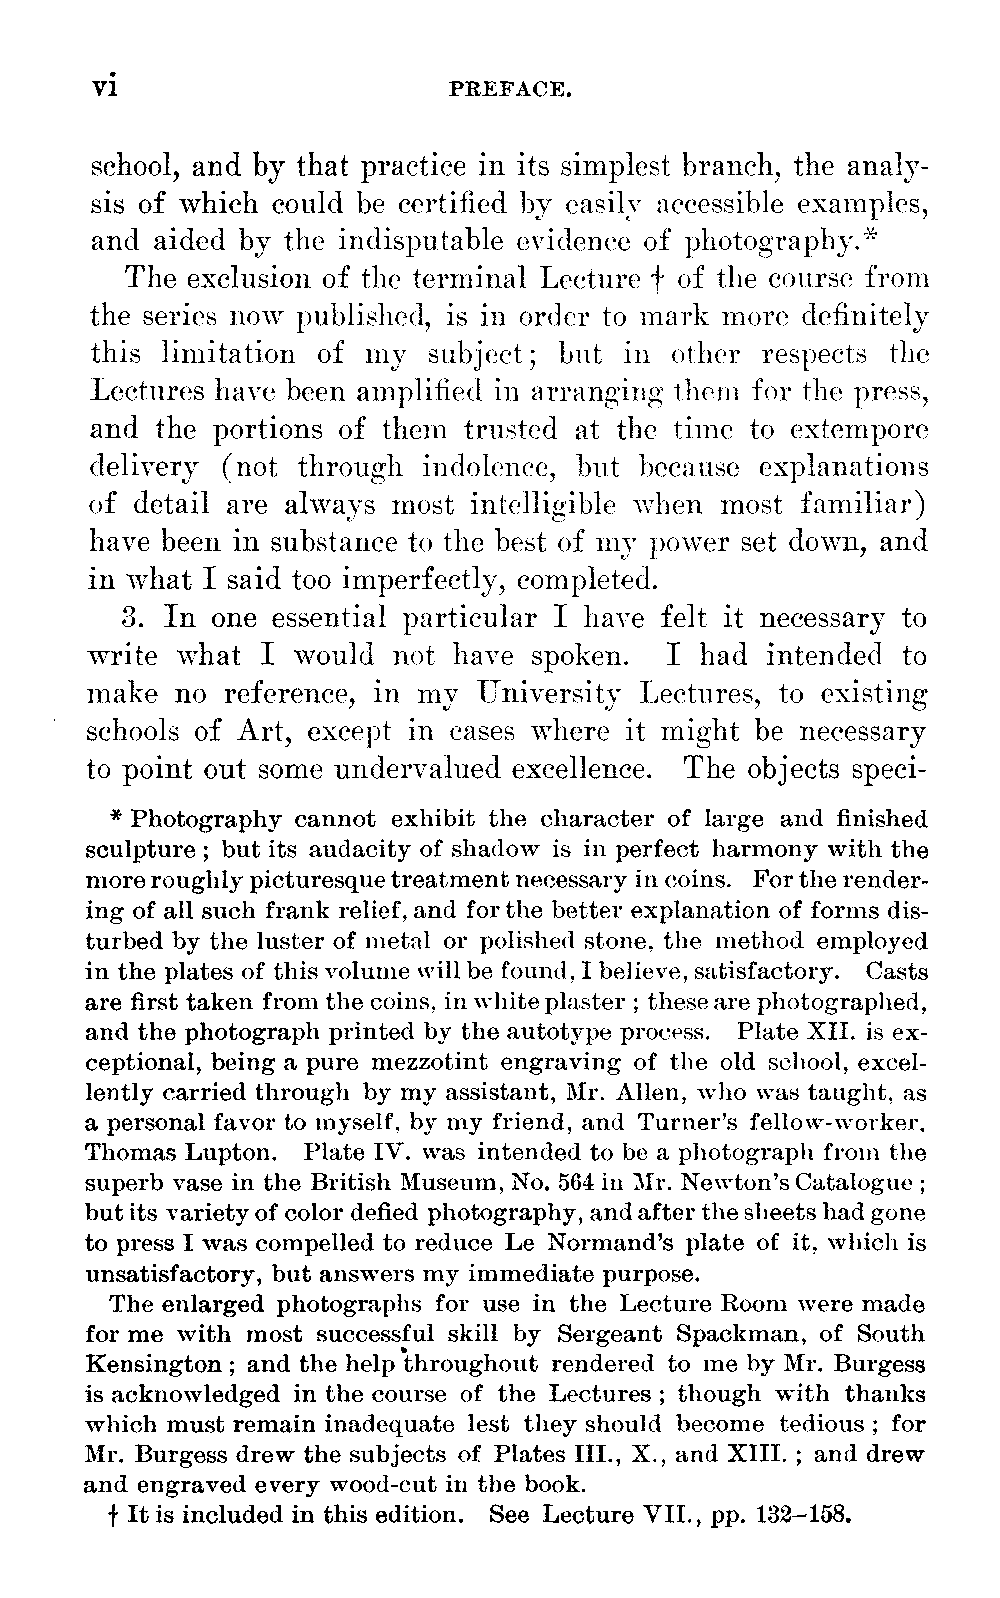 vi PREFACE.
school, and by that practice in its simplest branch, the analy-
sis of which could be certified by easily accessible examples,
and aided by the indisputable evidence of photography.*
The exclusion of the terminal Lecture † of the course from
the series now published, is in order to mark more definitely
this limitation of my subject; but in other respects the
Lectures have been amplified in arranging them for the press,
and the portions of them trusted at the time to extempore
delivery (not through indolence, but because explanations
of detail are always most intelligible when most familiar)
have been in substance to the best of my power set down, and
in what I said too imperfectly, completed.
3. In one essential particular I have felt it necessary to
write what I would not have spoken. I had intended to
make no reference, in my University Lectures, to existing
schools of Art, except in cases where it might be necessary
to point out some undervalued excellence. The objects speci-
* Photography cannot exhibit the character of large and finished
sculpture; but its audacity of shadow is in perfect harmony with the
more roughly picturesque treatment necessary in coins. For the render-
ing of all such frank relief, and for the better explanation of forms dis-
turbed by the luster of metal or polished stone, the method employed
in the plates of this volume will be found, I believe, satisfactory. Casts
are first taken from the coins, in white plaster; these are photographed,
and the photograph printed by the autotype process. Plate XII. is ex-
ceptional, being a pure mezzotint engraving of the old school, excel-
lently carried through by my assistant, Mr. Allen, who was taught, as
a personal favor to myself, by my friend, and Turner's fellow-worker,
Thomas Lupton. Plate IV. was intended to be a photograph from the
superb vase in the British Museum, No. 564 in Mr. Newton's Catalogue;
but its variety of color defied photography, and after the sheets had gone
to press I was compelled to reduce Le Normand's plate of it, which is
unsatisfactory, but answers my immediate purpose.
The enlarged photographs for use in the Lecture Room were made
for me with most successful skill by Sergeant Spackman, of South
Kensington; and the help throughout rendered to me by Mr. Burgess
is acknowledged in the course of the Lectures; though with thanks
which must remain inadequate lest they should become tedious; for
Mr. Burgess drew the subjects of Plates III., X., and XIII.; and drew
and engraved every wood-cut in the book.
† It is included in this edition. See Lecture VII., pp. 132–158.